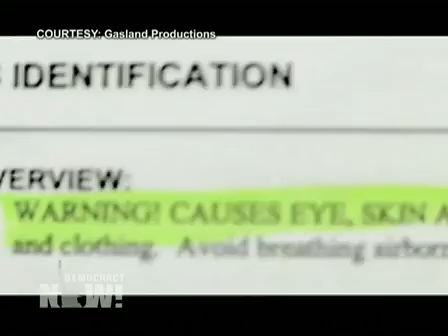 COURTESY: Gasland Productions
IDENTIFICATION
VERVIEW:
WARNING! CAUSES EYE, SKIN A
and clothing. Avoid breathing airbor
DEMOCRACY
NOW!